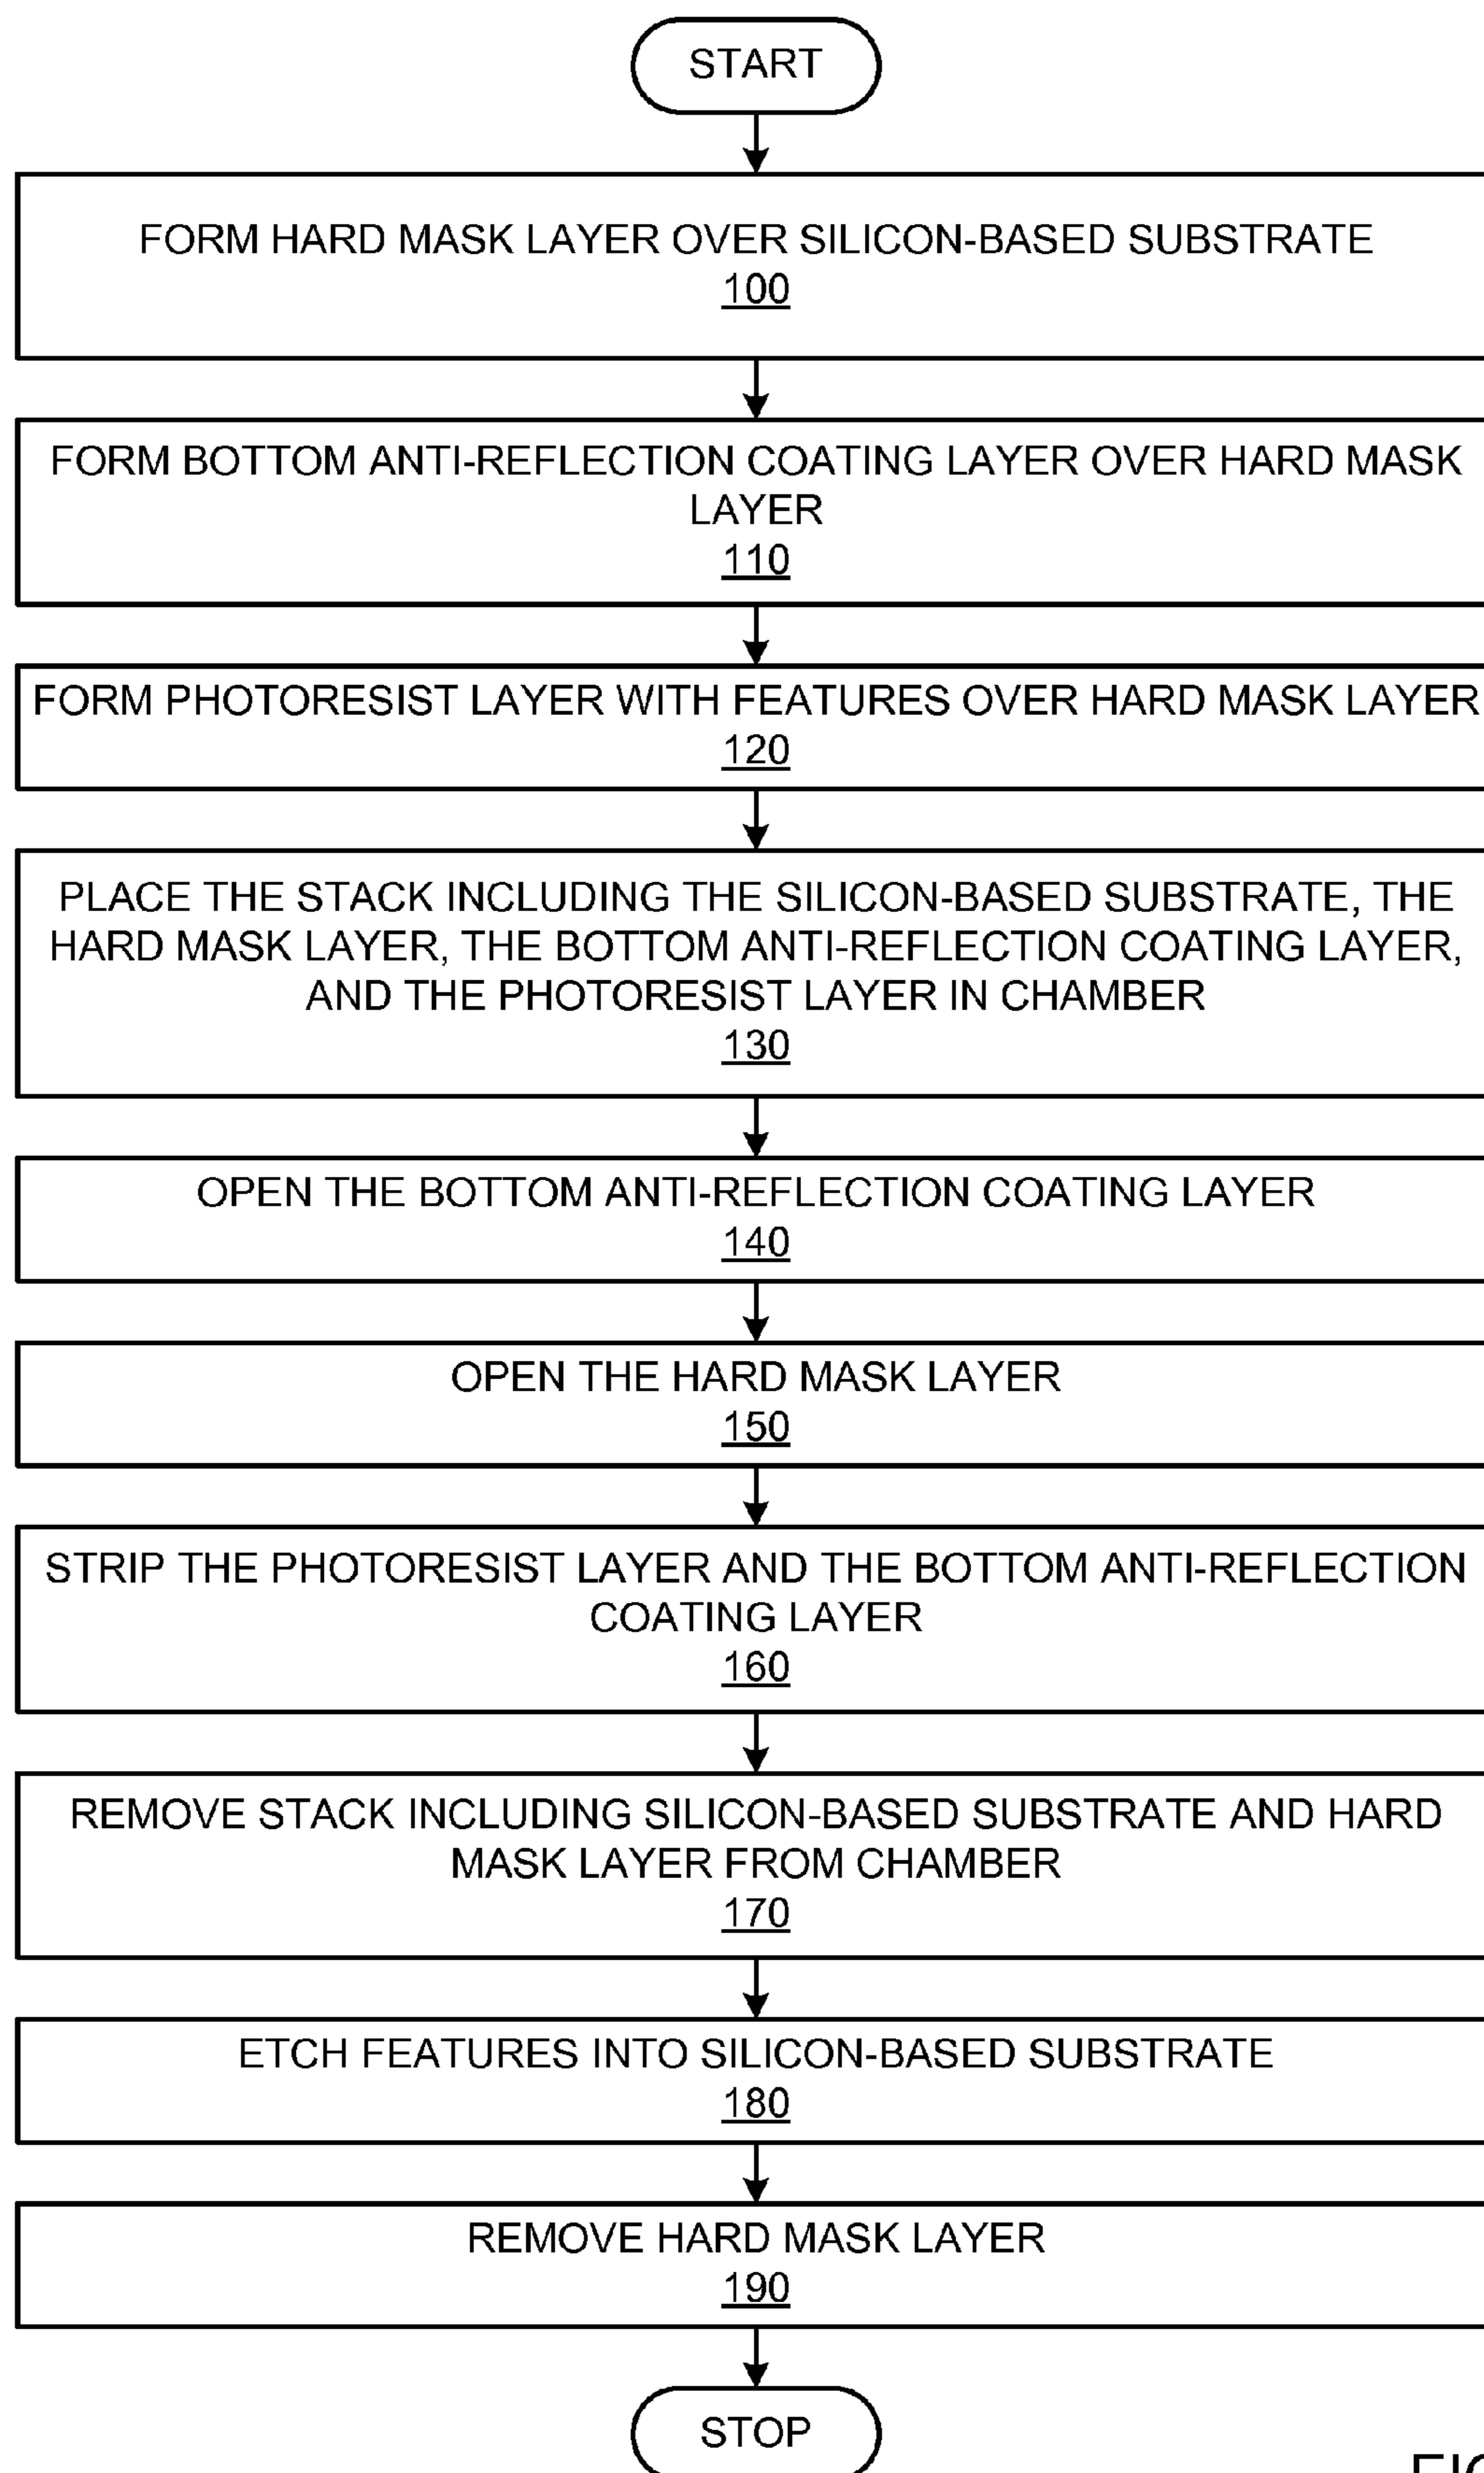 START
FORM HARD MASK LAYER OVER SILICON-BASED SUBSTRATE
100
FORM BOTTOM ANTI-REFLECTION COATING LAYER OVER HARD MASK
LAYER
110
FORM PHOTORESIST LAYER WITH FEATURES OVER HARD MASK LAYER
120
PLACE THE STACK INCLUDING THE SILICON-BASED SUBSTRATE, THE
HARD MASK LAYER, THE BOTTOM ANTI-REFLECTION COATING LAYER,
AND THE PHOTORESIST LAYER IN CHAMBER
130
OPEN THE BOTTOM ANTI-REFLECTION COATING LAYER
140
OPEN THE HARD MASK LAYER
150
STRIP THE PHOTORESIST LAYER AND THE BOTTOM ANTI-REFLECTION
COATING LAYER
160
REMOVE STACK INCLUDING SILICON-BASED SUBSTRATE AND HARD
MASK LAYER FROM CHAMBER
170
ETCH FEATURES INTO SILICON-BASED SUBSTRATE
180
REMOVE HARD MASK LAYER
190
STOP